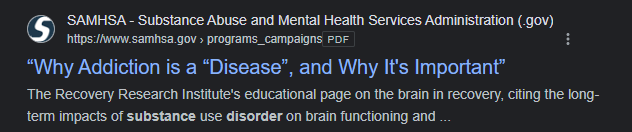 SAMHSA - Substance Abuse and Mental Health Services Administration (.gov)
https://www.samhsa.gov › programs_campaigns PDF
“Why Addiction is a “Disease”, and Why It's Important”
The Recovery Research Institute's educational page on the brain in recovery, citing the long-
term impacts of substance use disorder on brain functioning and ...